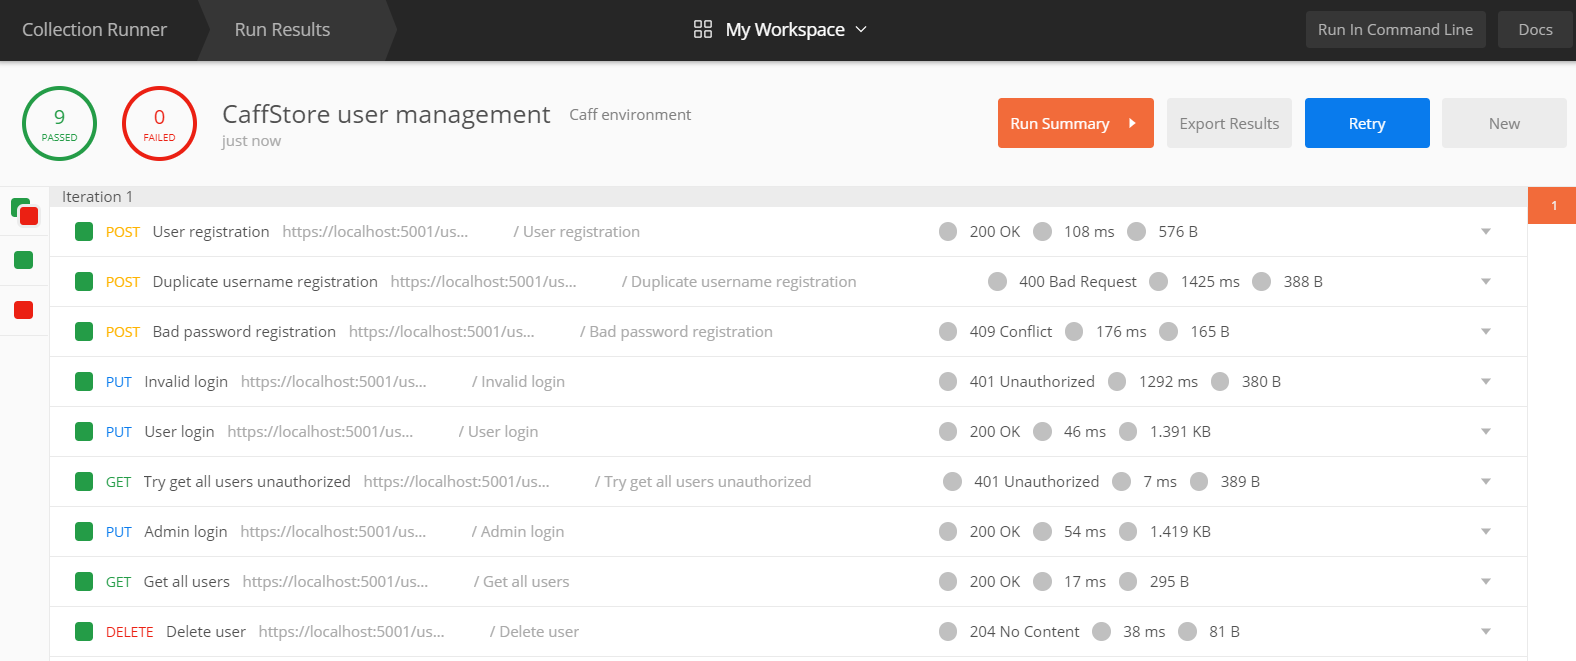 Collection Runner Run Results My Workspace Run In Command Line Docs
9 PASSED 0 FAILED CaffStore user management Caff environment
just now
Run Summary Export Results Retry New
Iteration 1
1
POST User registration https://localhost:5001/us... / User registration 200 OK 108 ms 576 B
POST Duplicate username registration https://localhost:5001/us... / Duplicate username registration 400 Bad Request 1425 ms 388 B
POST Bad password registration https://localhost:5001/us... / Bad password registration 409 Conflict 176 ms 165 B
PUT Invalid login https://localhost:5001/us... / Invalid login 401 Unauthorized 1292 ms 380 B
PUT User login https://localhost:5001/us... / User login 200 OK 46 ms 1.391 KB
GET Try get all users unauthorized https://localhost:5001/us... / Try get all users unauthorized 401 Unauthorized 7 ms 389 B
PUT Admin login https://localhost:5001/us... / Admin login 200 OK 54 ms 1.419 KB
GET Get all users https://localhost:5001/us... / Get all users 200 OK 17 ms 295 B
DELETE Delete user https://localhost:5001/us... / Delete user 204 No Content 38 ms 81 B